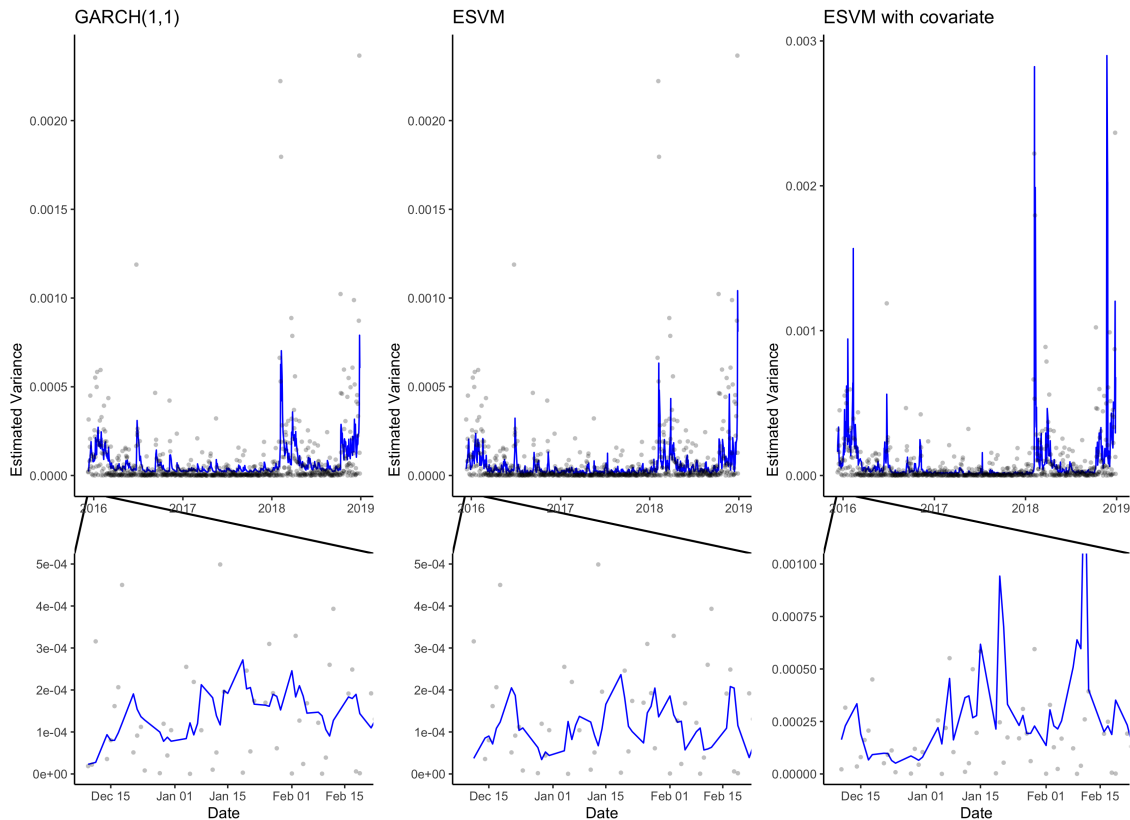 GARCH(1,1)
ESVM
ESVM with covariate
Estimated Variance
0.0020
0.0015
0.0010
0.0005
0.0000
2016
2017
2018
2019
Estimated Variance
0.0020
0.0015
0.0010
0.0005
0.0000
2016
2017
2018
2019
Estimated Variance
0.003
0.002
0.001
0.000
2016
2017
2018
2019
5e-04
4e-04
3e-04
2e-04
1e-04
0e+00
Dec 15
Jan 01
Jan 15
Feb 01
Feb 15
Date
5e-04
4e-04
3e-04
2e-04
1e-04
0e+00
Dec 15
Jan 01
Jan 15
Feb 01
Feb 15
Date
0.00100
0.00075
0.00050
0.00025
0.00000
Dec 15
Jan 01
Jan 15
Feb 01
Feb 15
Date